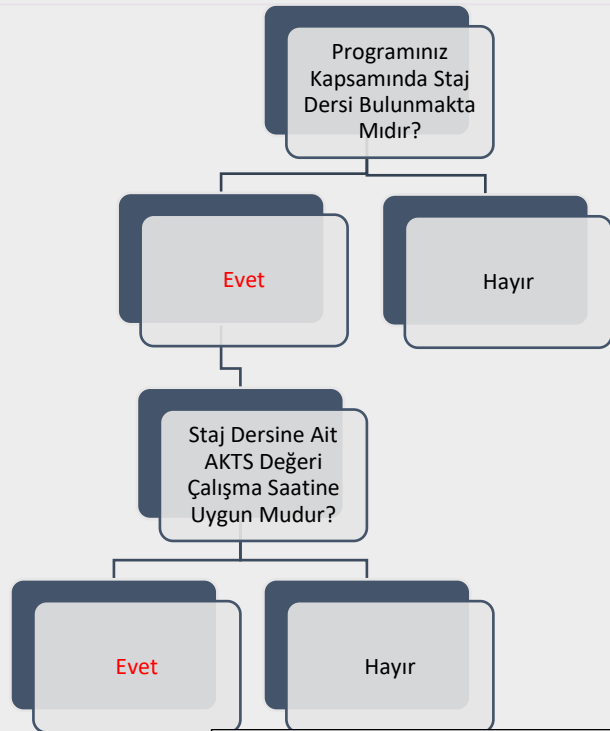 Programınız
Kapsamında Staj
Dersi Bulunmakta
Mıdır?
Evet
Hayır
Staj Dersine Ait
AKTS Değeri
Çalışma Saatine
Uygun Mudur?
Evet
Hayır